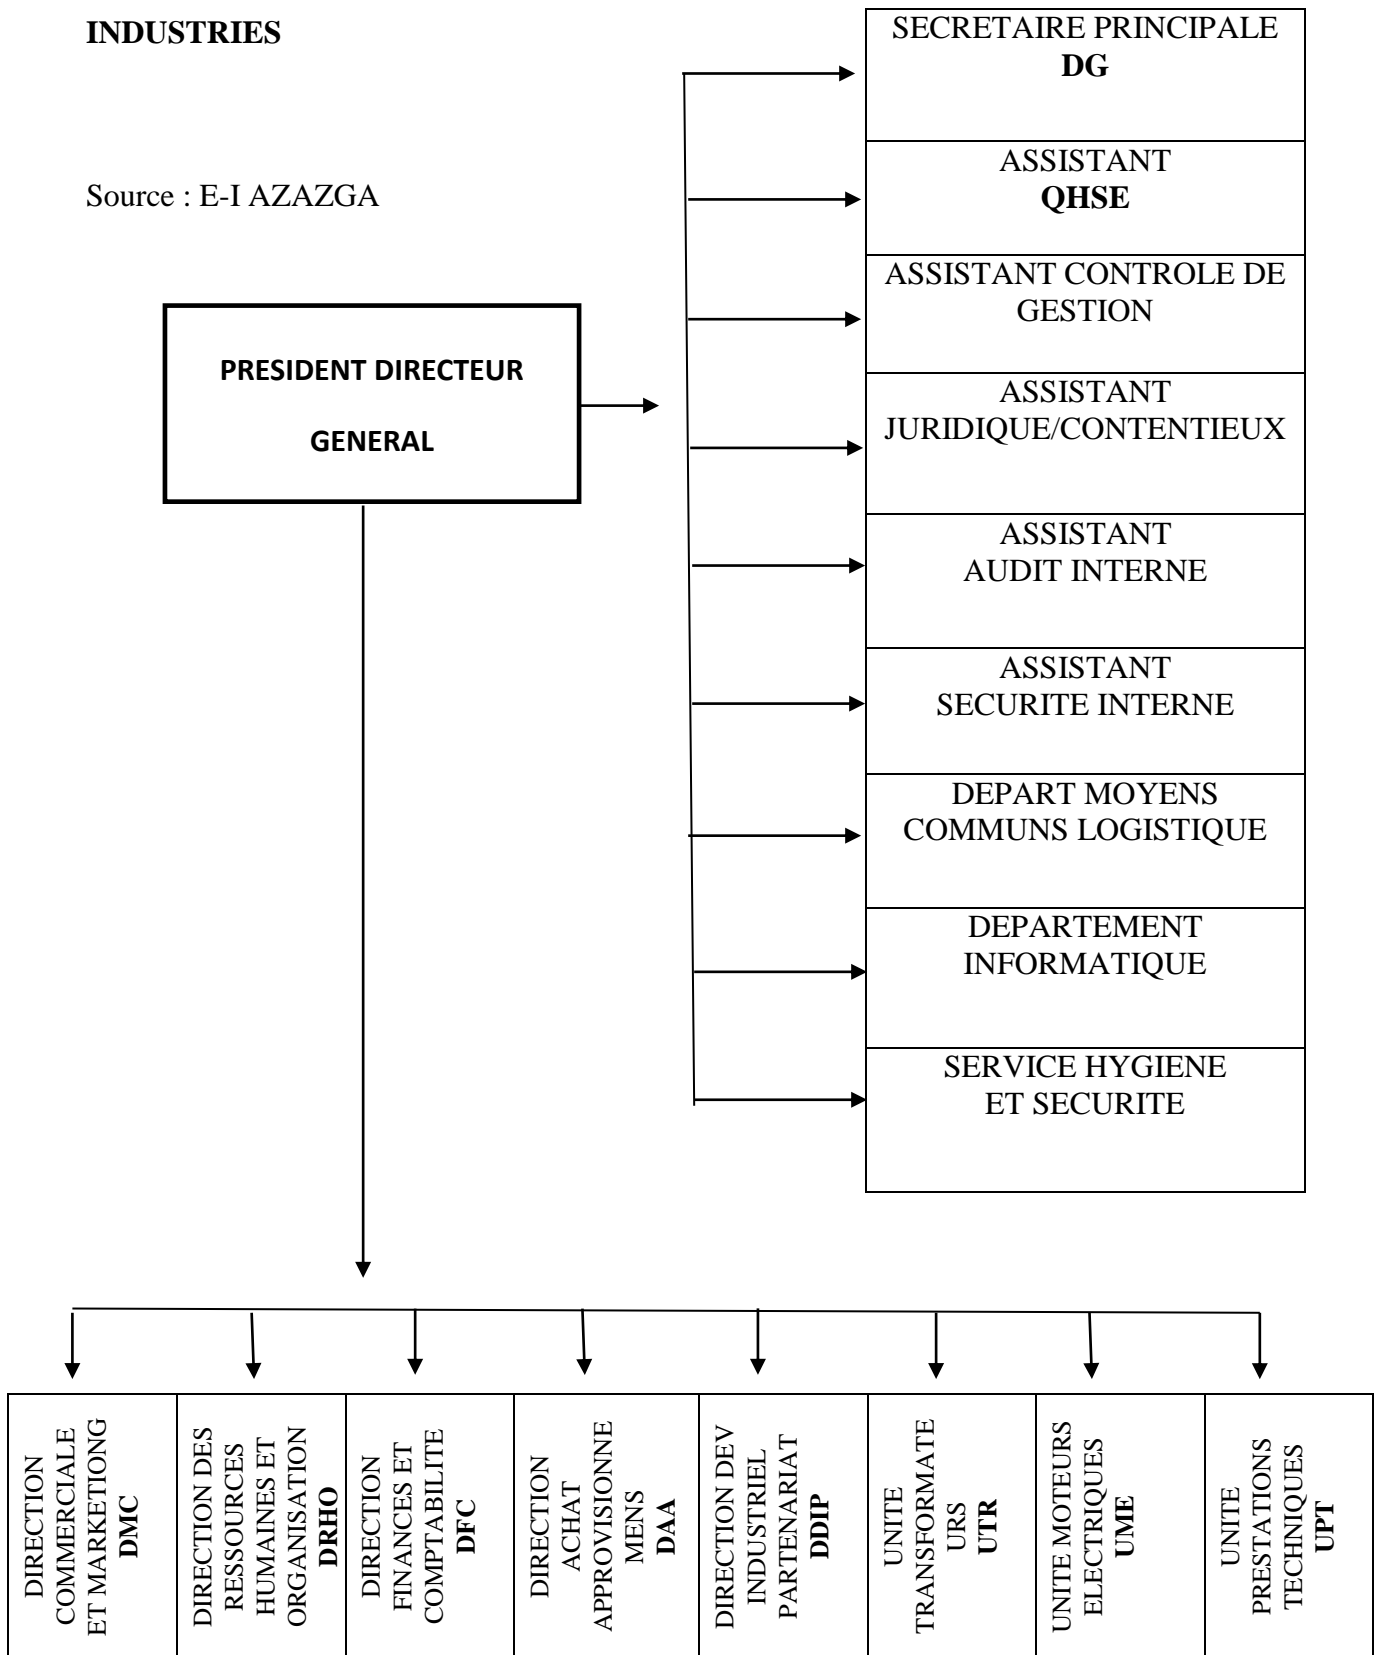 INDUSTRIES
Source : E-I AZAZGA
PRESIDENT DIRECTEUR
GENERAL
SECRETAIRE PRINCIPALE
DG
ASSISTANT
QHSE
ASSISTANT CONTROLE DE
GESTION
ASSISTANT
JURIDIQUE/CONTENTIEUX
ASSISTANT
AUDIT INTERNE
ASSISTANT
SECURITE INTERNE
DEPART MOYENS
COMMUNS LOGISTIQUE
DEPARTEMENT
INFORMATIQUE
SERVICE HYGIENE
ET SECURITE
DIRECTION
COMMERCIALE
ET MARKETIONG
DMC
DIRECTION DES
RESSOURCES
HUMAINES ET
ORGANISATION
DRHO
DIRECTION
FINANCES ET
COMPTABILITE
DFC
DIRECTION
ACHAT
APPROVISIONNE
MENS
DAA
DIRECTION DEV
INDUSTRIEL
PARTENARIAT
DDIP
UNITE
TRANSFORMATE
URS
UTR
UNITE MOTEURS
ELECTRIQUES
UME
UNITE
PRESTATIONS
TECHNIQUES
UPT